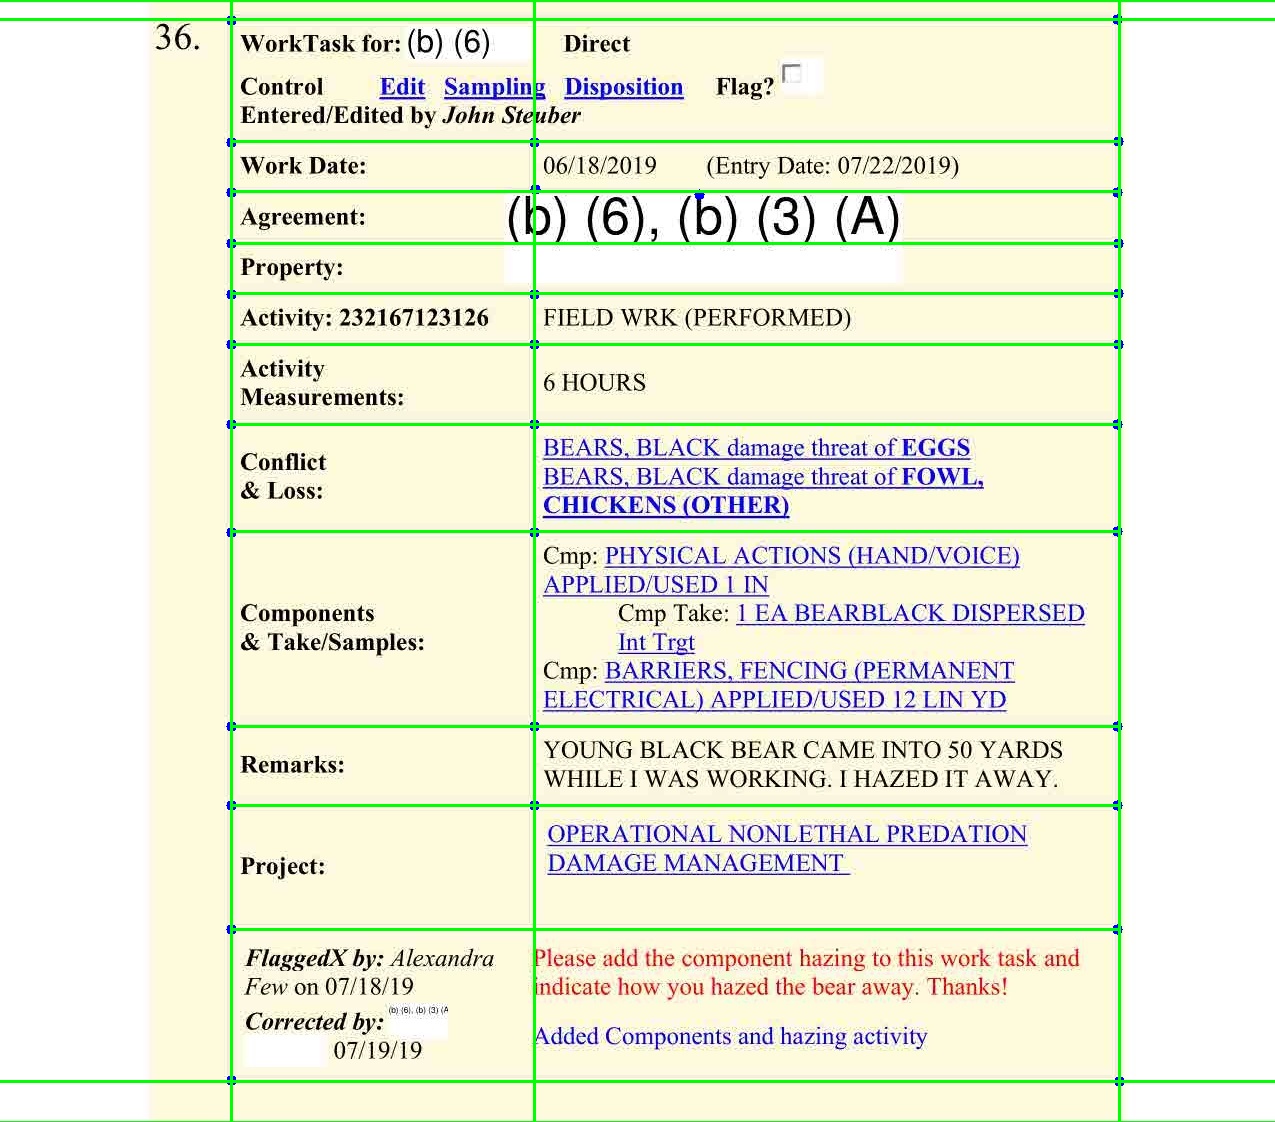 36.
WorkTask for: (b) (6) Direct
Control Edit Sampling Disposition Flag?
Entered/Edited by John Steuber
Work Date: 06/18/2019 (Entry Date: 07/22/2019)
Agreement: (b) (6), (b) (3) (A)
Property:
Activity: 232167123126 FIELD WRK (PERFORMED)
Activity
Measurements:
6 HOURS
Conflict
& Loss:
BEARS, BLACK damage threat of EGGS
BEARS, BLACK damage threat of FOWL,
CHICKENS (OTHER)
Components
& Take/Samples:
Cmp: PHYSICAL ACTIONS (HAND/VOICE)
APPLIED/USED 1 IN
Cmp Take: 1 EA BEARBLACK DISPERSED
Int Trgt
Cmp: BARRIERS, FENCING (PERMANENT
ELECTRICAL) APPLIED/USED 12 LIN YD
Remarks:
YOUNG BLACK BEAR CAME INTO 50 YARDS
WHILE I WAS WORKING. I HAZED IT AWAY.
Project:
OPERATIONAL NONLETHAL PREDATION
DAMAGE MANAGEMENT
FlaggedX by: Alexandra
Few on 07/18/19
Corrected by: (b) (6), (b) (3) (A
07/19/19
Please add the component hazing to this work task and
indicate how you hazed the bear away. Thanks!
Added Components and hazing activity